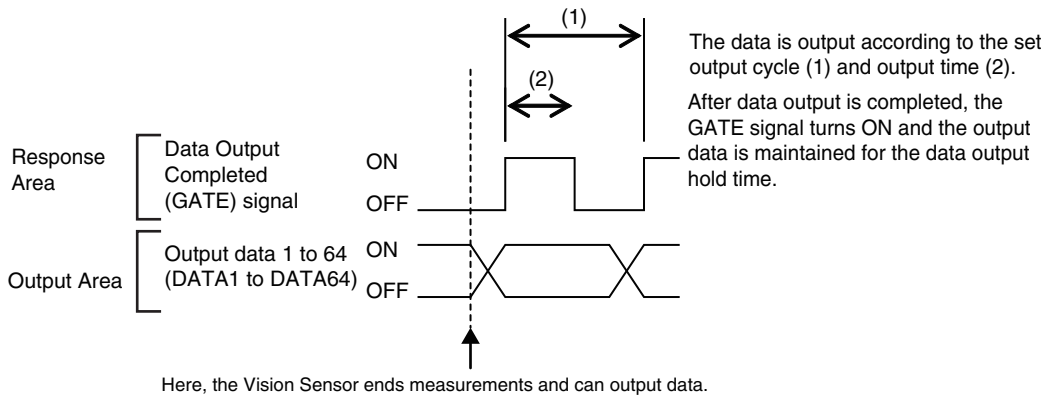 (1)
(2)
The data is output according to the set
output cycle (1) and output time (2).
After data output is completed, the
GATE signal turns ON and the output
data is maintained for the data output
hold time.
Response
Area
Data Output
Completed
(GATE) signal
ON
OFF
Output Area
Output data 1 to 64
(DATA1 to DATA64)
ON
OFF
Here, the Vision Sensor ends measurements and can output data.